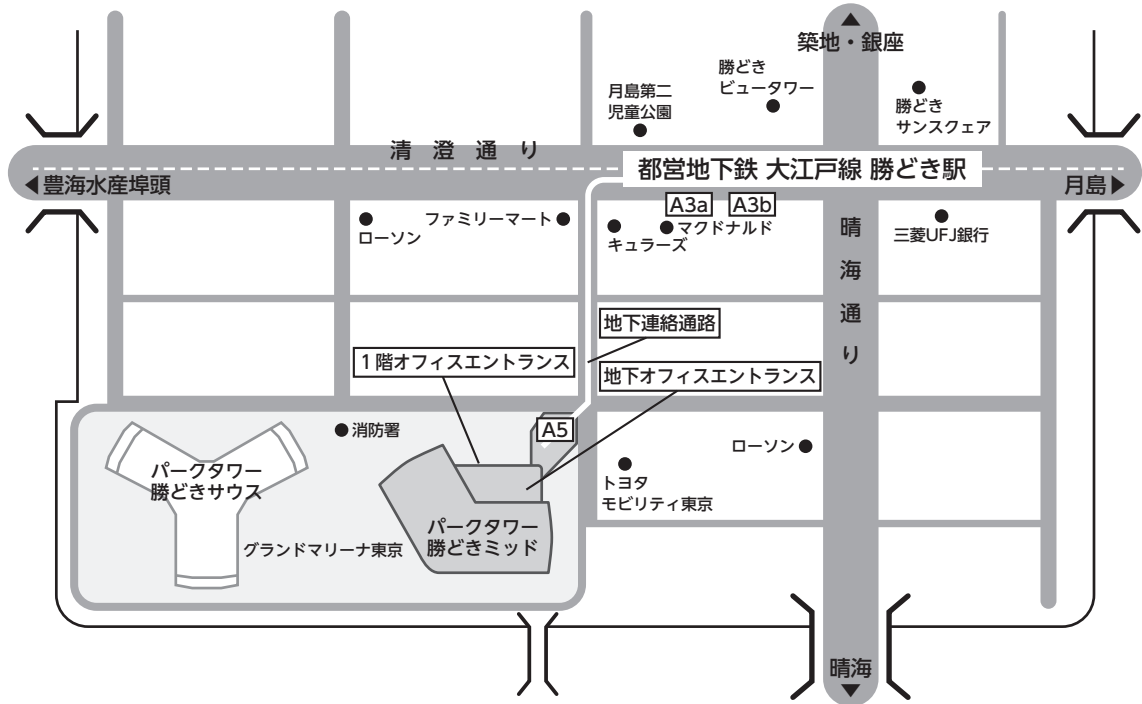 築地・銀座
勝どき
ビュータワー
月島第二
児童公園
勝どき
サンスクェア
清澄通り
都営地下鉄 大江戸線 勝どき駅
豊海水産埠頭
月島
A3a
A3b
ローソン
ファミリーマート
キュラーズ
マクドナルド
三菱UFJ銀行
晴海通り
地下連絡通路
1階オフィスエントランス
地下オフィスエントランス
A5
消防署
ローソン
パークタワー
勝どきサウス
トヨタ
モビリティ東京
パークタワー
勝どきミッド
グランドマリーナ東京
晴海